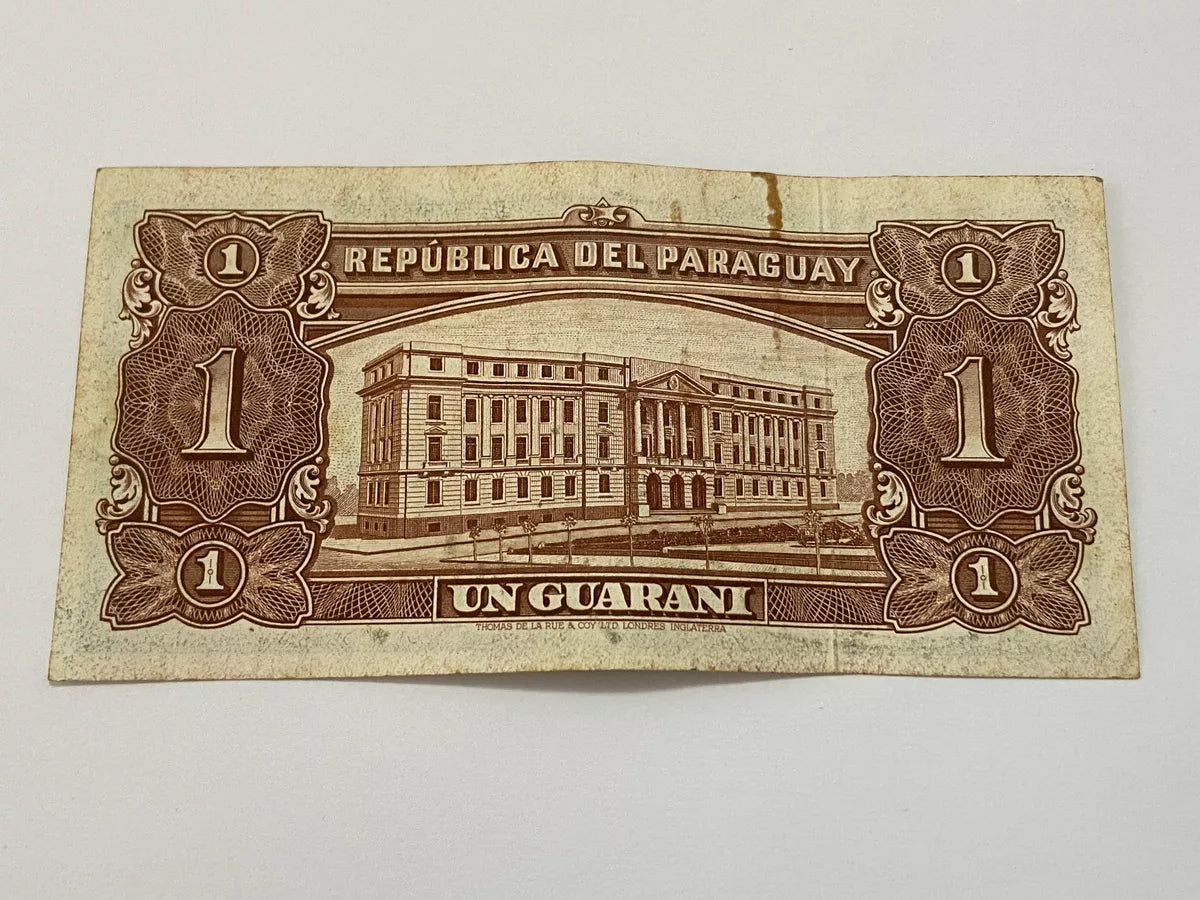 1 REPÚBLICA DEL PARAGUAY 1
1 1
1 UN GUARANI 1
THOMAS DE LA RUE & COY LTD. LONDRES INGLATERRA